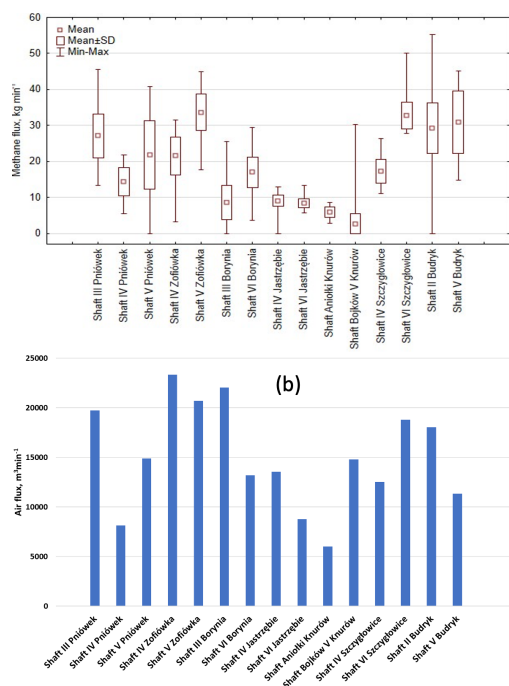 60
50
40
30
20
10
0
Methane flux, kg min⁻¹
Mean
Mean±SD
Min-Max
Shaft III Pniówek
Shaft IV Pniówek
Shaft V Pniówek
Shaft IV Zofiówka
Shaft V Zofiówka
Shaft III Borynia
Shaft VI Borynia
Shaft IV Jastrzębie
Shaft VI Jastrzębie
Shaft Aniołki Knurów
Shaft Bojków V Knurów
Shaft IV Szczygłowice
Shaft VI Szczygłowice
Shaft II Budryk
Shaft V Budryk
(b)
25000
20000
15000
10000
5000
0
Air flux, m³min⁻¹
Shaft III Pniówek
Shaft IV Pniówek
Shaft V Pniówek
Shaft IV Zofiówka
Shaft V Zofiówka
Shaft III Borynia
Shaft VI Borynia
Shaft IV Jastrzębie
Shaft VI Jastrzębie
Shaft Aniołki Knurów
Shaft Bojków V Knurów
Shaft IV Szczygłowice
Shaft VI Szczygłowice
Shaft II Budryk
Shaft V Budryk